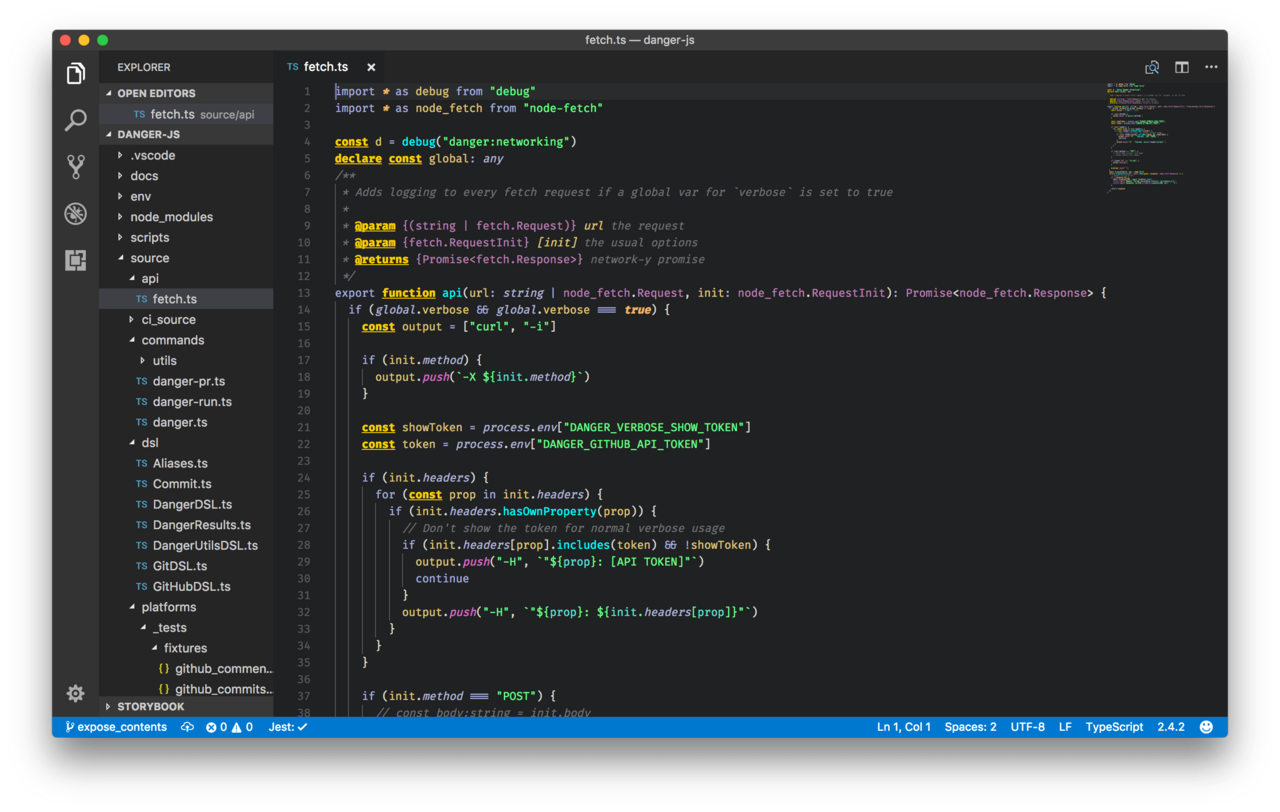 fetch.ts — danger-js
EXPLORER
OPEN EDITORS
TS fetch.ts source/api
DANGER-JS
.vscode
docs
env
node_modules
scripts
source
api
TS fetch.ts
ci_source
commands
utils
TS danger-pr.ts
TS danger-run.ts
TS danger.ts
dsl
TS Aliases.ts
TS Commit.ts
TS DangerDSL.ts
TS DangerResults.ts
TS DangerUtilsDSL.ts
TS GitDSL.ts
TS GitHubDSL.ts
platforms
_tests
fixtures
{} github_commen...
{} github_commits...
STORYBOOK
TS fetch.ts ×
1 import * as debug from "debug"
2 import * as node_fetch from "node-fetch"
3
4 const d = debug("danger:networking")
5 declare const global: any
6 /**
7 * Adds logging to every fetch request if a global var for `verbose` is set to true
8 *
9 * @param {(string | fetch.Request)} url the request
10 * @param {fetch.RequestInit} [init] the usual options
11 * @returns {Promise<fetch.Response>} network-y promise
12 */
13 export function api(url: string | node_fetch.Request, init: node_fetch.RequestInit): Promise<node_fetch.Response> {
14 if (global.verbose && global.verbose === true) {
15 const output = ["curl", "-i"]
16
17 if (init.method) {
18 output.push(`-X ${init.method}`)
19 }
20
21 const showToken = process.env["DANGER_VERBOSE_SHOW_TOKEN"]
22 const token = process.env["DANGER_GITHUB_API_TOKEN"]
23
24 if (init.headers) {
25 for (const prop in init.headers) {
26 if (init.headers.hasOwnProperty(prop)) {
27 // Don't show the token for normal verbose usage
28 if (init.headers[prop].includes(token) && !showToken) {
29 output.push("-H", `"${prop}: [API TOKEN]"`)
30 continue
31 }
32 output.push("-H", `"${prop}: ${init.headers[prop]}"`)
33 }
34 }
35 }
36
37 if (init.method === "POST") {
38 // const body:string = init.body
expose_contents 0 0 Jest: ✓ Ln 1, Col 1 Spaces: 2 UTF-8 LF TypeScript 2.4.2